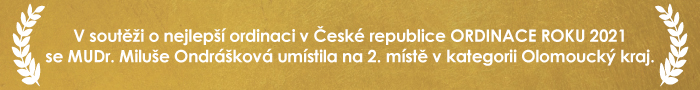 V soutěži o nejlepší ordinaci v České republice ORDINACE ROKU 2021
se MUDr. Miluše Ondrášková umístila na 2. místě v kategorii Olomoucký kraj.